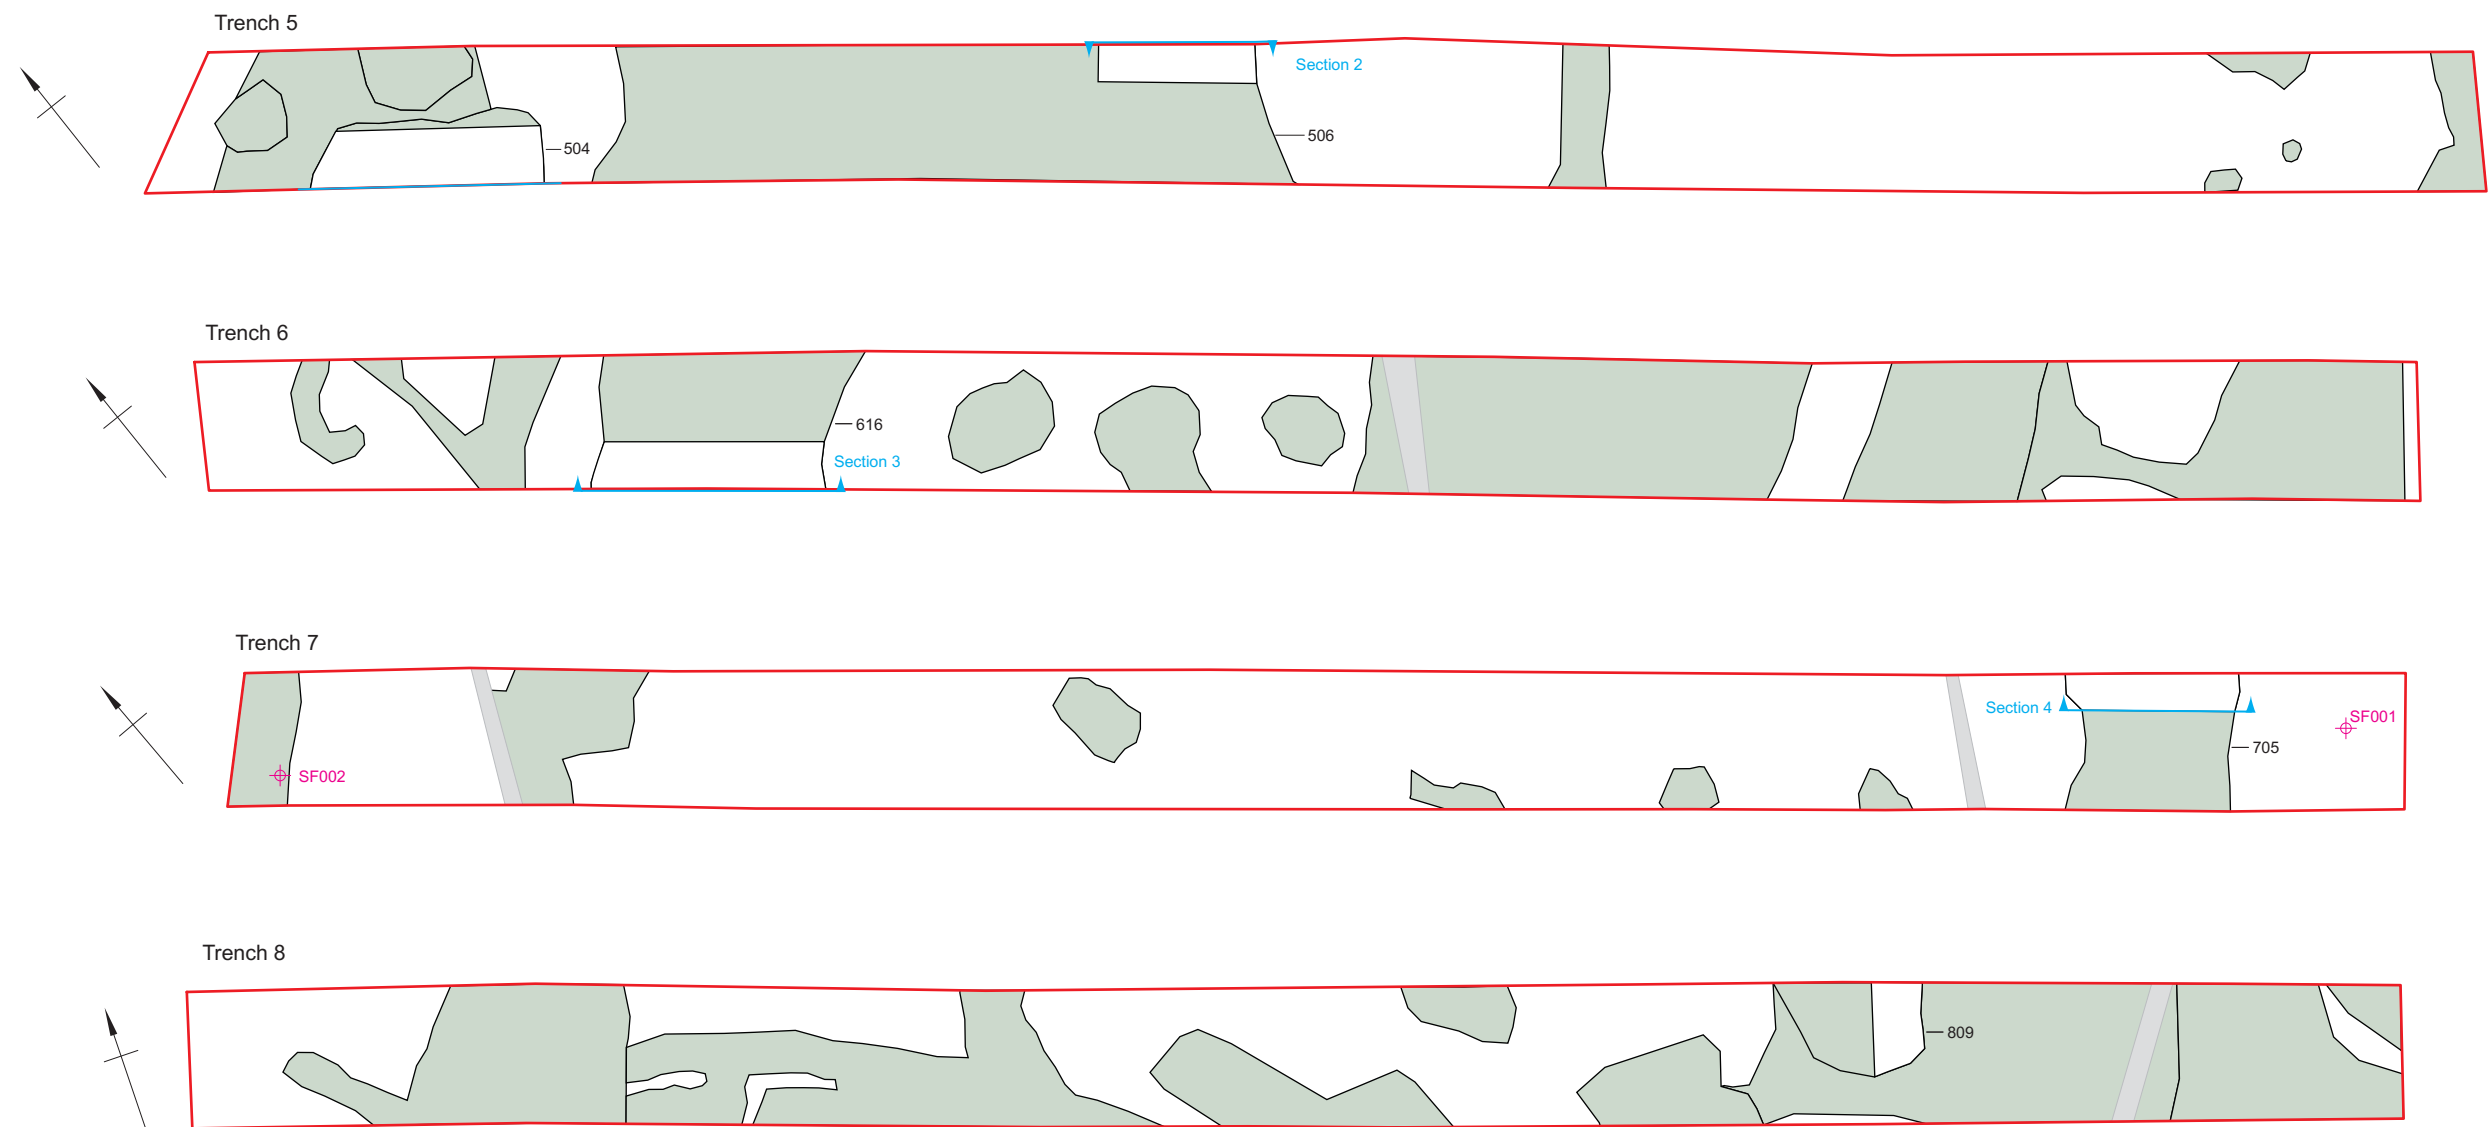 Trench 5
Section 2
504
506
Trench 6
616
Section 3
Trench 7
Section 4
SF001
705
SF002
Trench 8
809